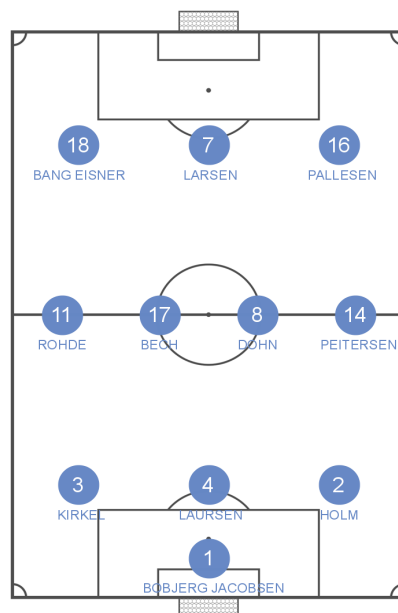 18 7 16
BANG EISNER LARSEN PALLESEN
11 17 8 14
ROHDE BECH DOHN PEITERSEN
3 4 2
KIRKEL LAURSEN HOLM
1
BOBJERG JACOBSEN